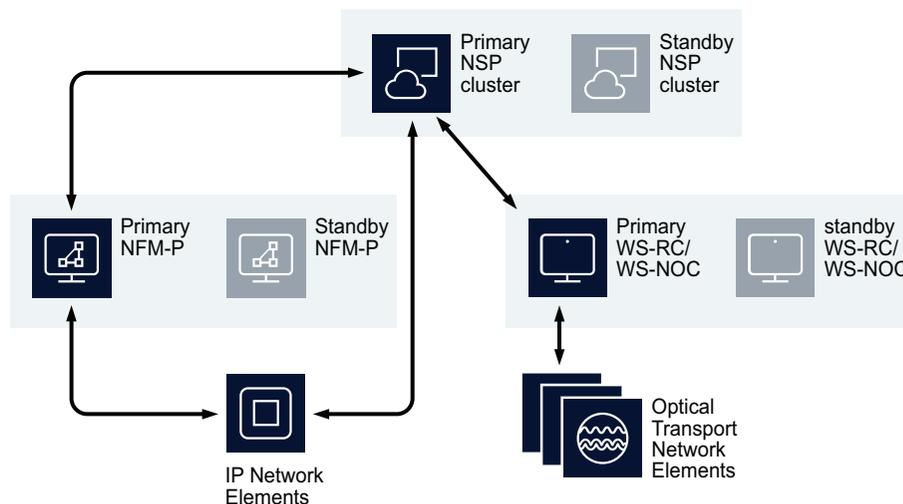 Primary
NSP
cluster
Standby
NSP
cluster
Primary
NFM-P
Standby
NFM-P
Primary
WS-RC/
WS-NOC
standby
WS-RC/
WS-NOC
IP Network
Elements
Optical
Transport
Network
Elements